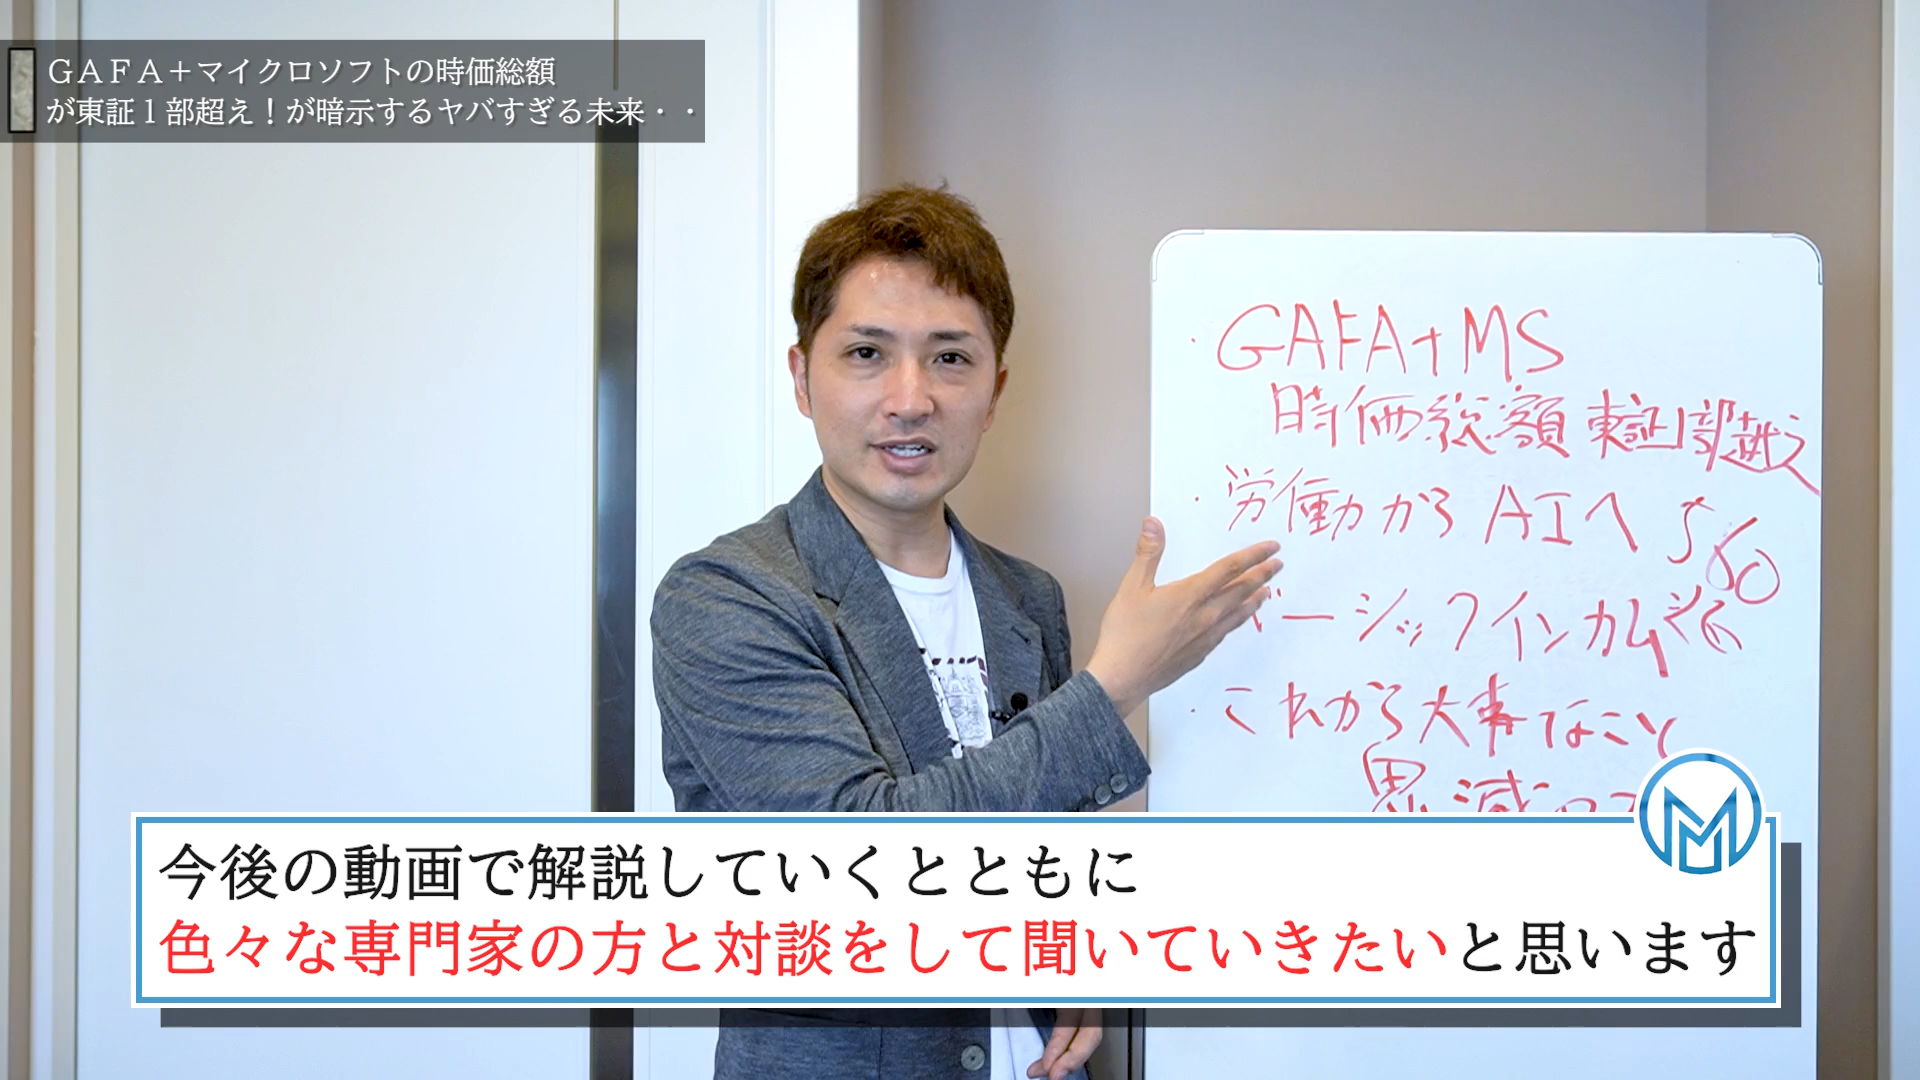 GAFA+マイクロソフトの時価総額
が東証1部超え！が暗示するヤバすぎる未来・・
・GAFA+MS
時価総額 東証1部越え
・労働からAIへ
ベーシックインカム
・これから大事なこと
今後の動画で解説していくとともに
色々な専門家の方と対談をして聞いていきたいと思います